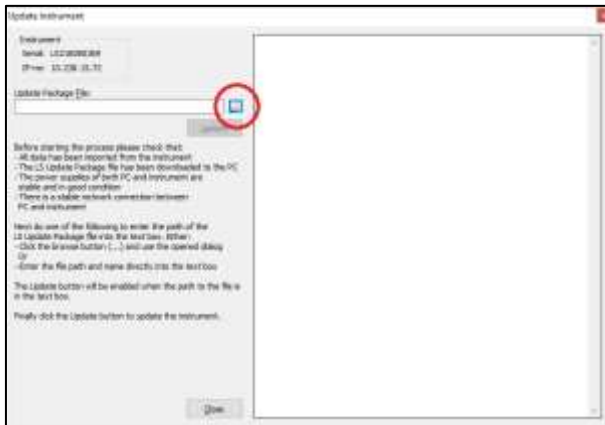 Update Instrument
Instrument
Serial:
IPv4:
Update Package File:
Update
Before starting the process please check that:
- All data has been imported from the instrument
- The LS Update Package file has been downloaded to the PC
- The power supplies of both PC and instrument are
stable and in good condition
- There is a stable network connection between
PC and instrument
Next do one of the following to enter the path of the
LS Update Package file into the text box. Either:
- Click the browse button (...) and use the opened dialog
or
- Enter the file path and name directly into the text box
The Update button will be enabled when the path to the file is
in the text box.
Finally click the Update button to update the instrument.
Close